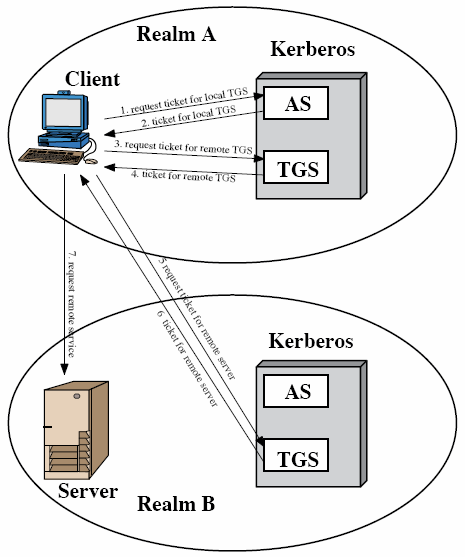 Realm A
Kerberos
Client
1. request ticket for local TGS
2. ticket for local TGS
3. request ticket for remote TGS
4. ticket for remote TGS
AS
TGS
5 request ticket for remote server
6 ticket for remote server
7. request remote service
Kerberos
AS
TGS
Server
Realm B